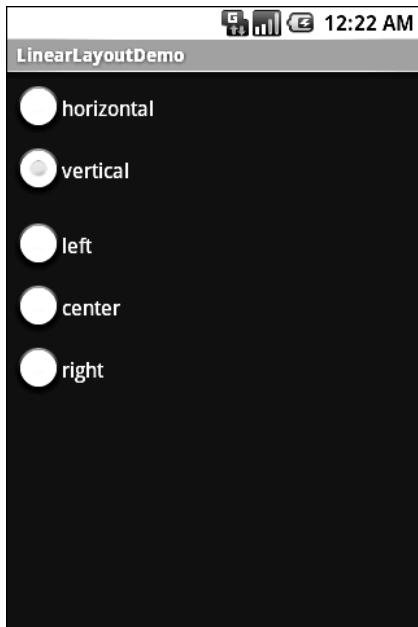 G
12:22 AM
LinearLayoutDemo
horizontal
vertical
left
center
right